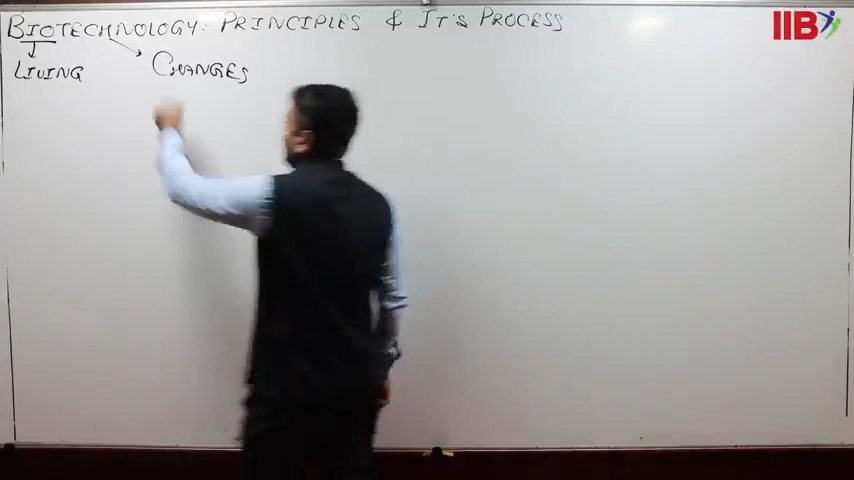 BIOTECHNOLOGY: PRINCIPLES & IT'S PROCESS
LIVING
CHANGES
IIB